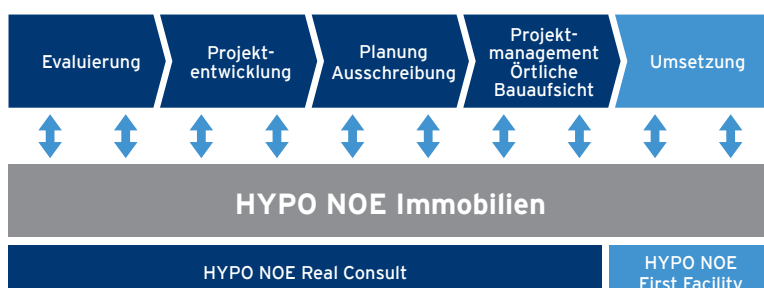 Evaluierung
Projekt-
entwicklung
Planung
Ausschreibung
Projekt-
management
Örtliche
Bauaufsicht
Umsetzung
HYPO NOE Immobilien
HYPO NOE Real Consult
HYPO NOE
First Facility